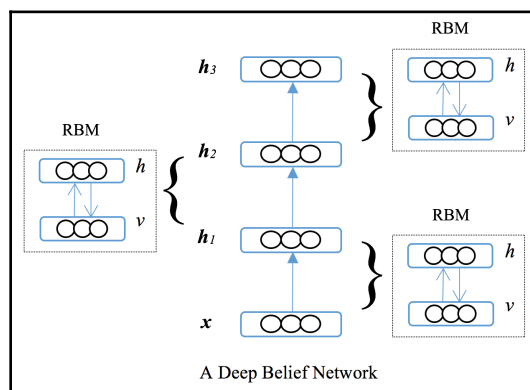 RBM
h3
h
v
RBM
h2
h
v
RBM
h1
h
v
x
A Deep Belief Network